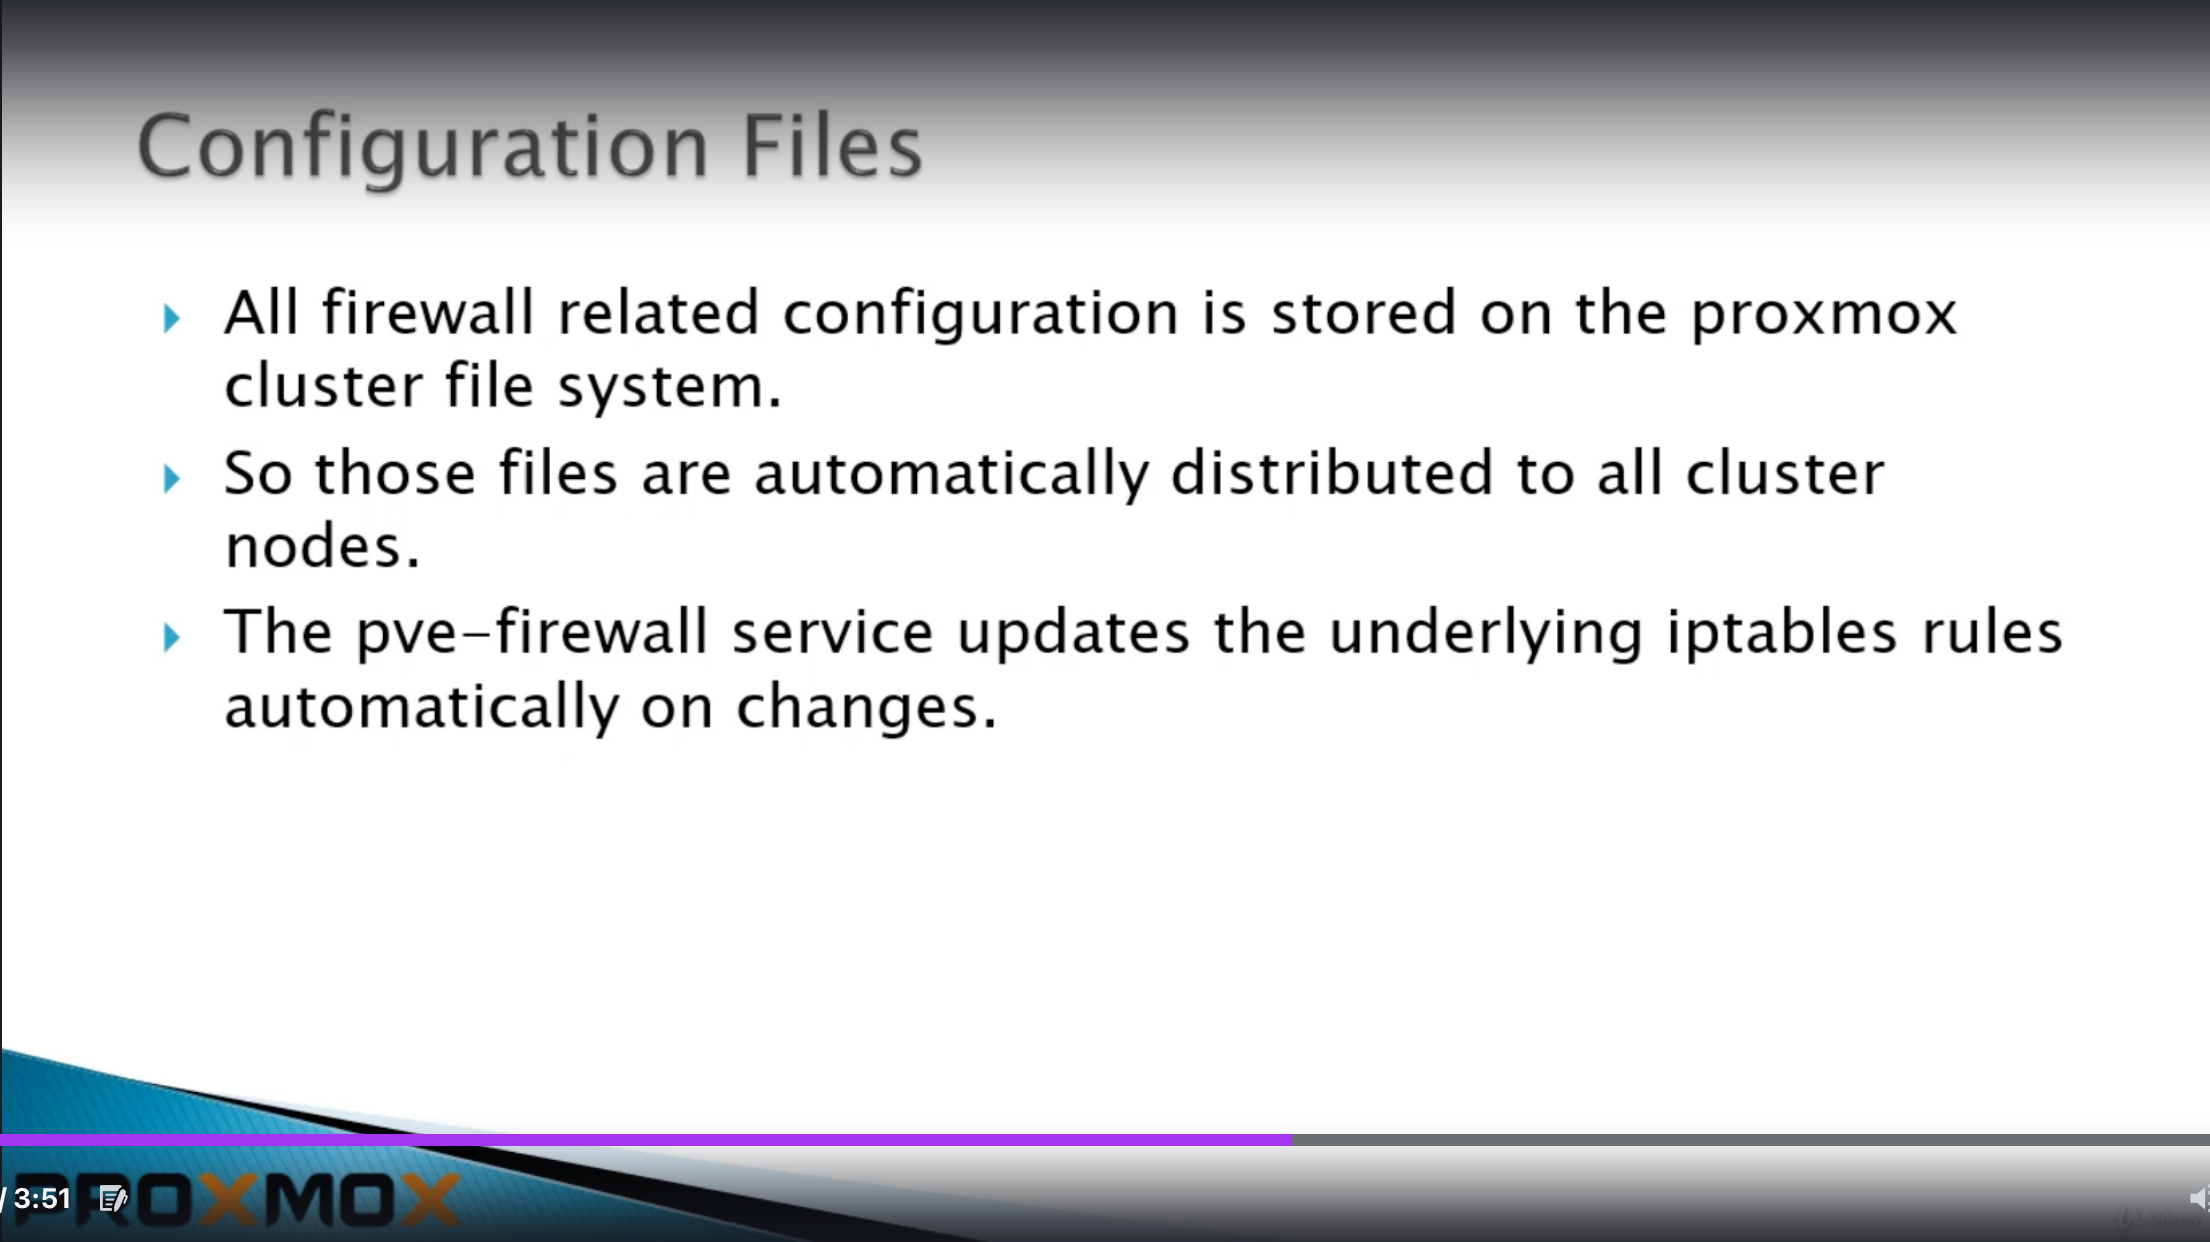 Configuration Files
All firewall related configuration is stored on the proxmox
cluster file system.
So those files are automatically distributed to all cluster
nodes.
The pve-firewall service updates the underlying iptables rules
automatically on changes.
/ 3:51
PROXMOX